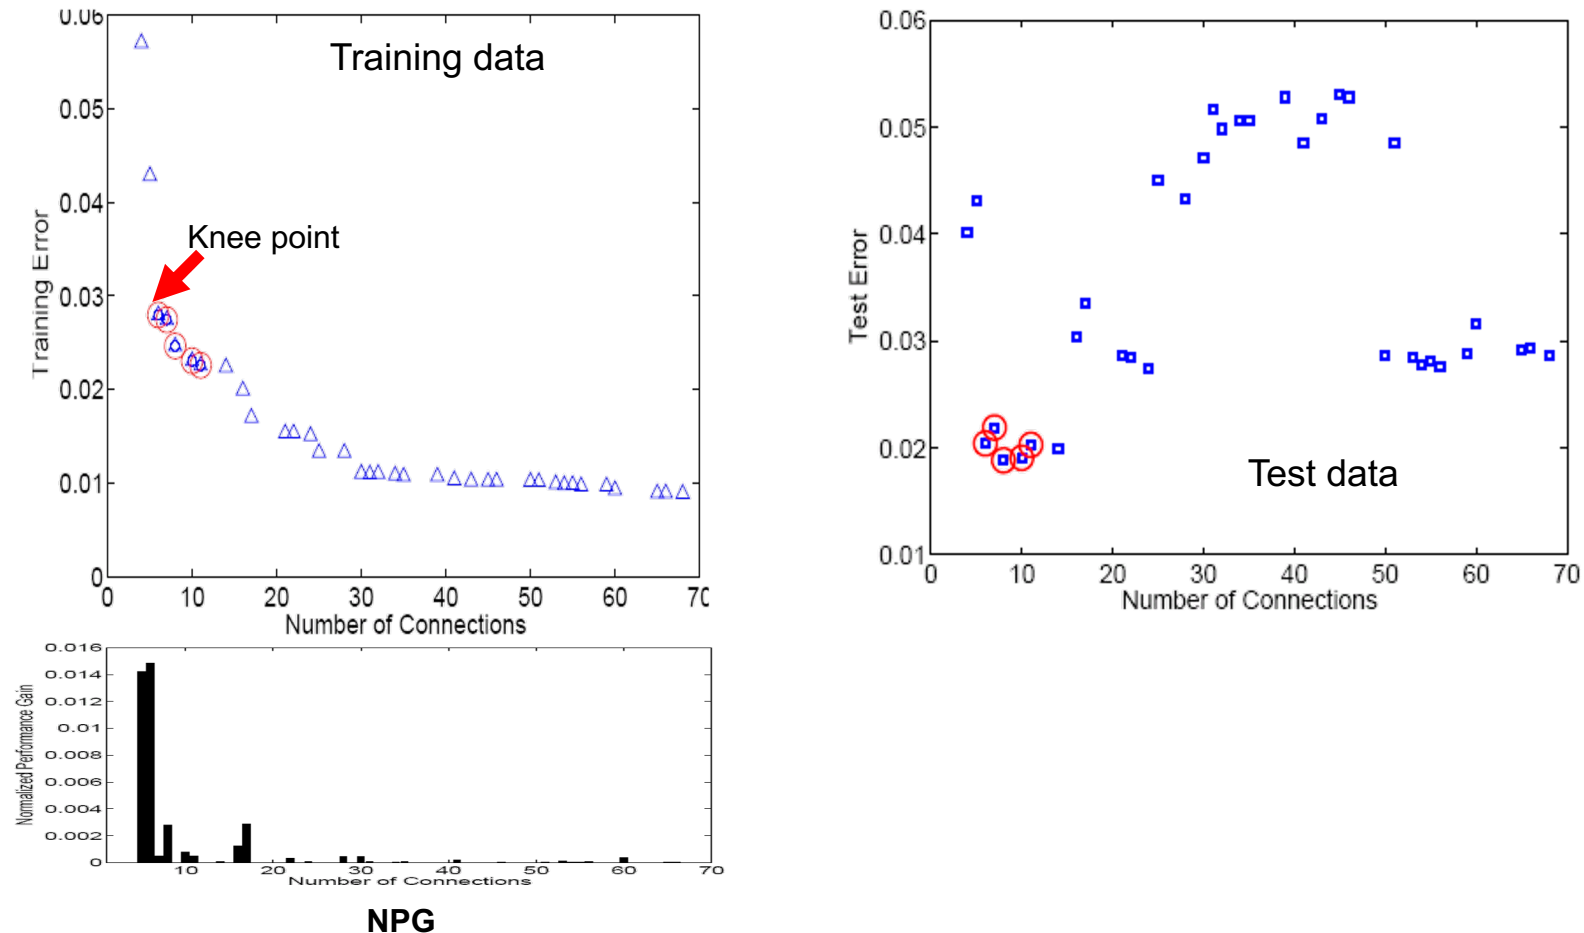 0.06
Training data
0.05
0.04
Knee point
0.03
0.02
0.01
0
Training Error
0 10 20 30 40 50 60 70
Number of Connections
0.016
0.014
0.012
0.01
0.008
0.006
0.004
0.002
0
Normalized Performance Gain
10 20 30 40 50 60 70
Number of Connections
NPG
0.06
0.05
0.04
0.03
0.02
0.01
Test Error
Test data
0 10 20 30 40 50 60 70
Number of Connections